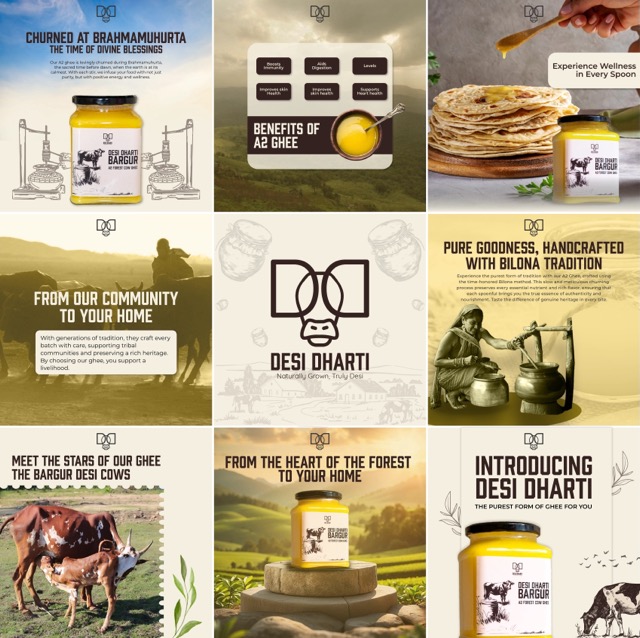 CHURNED AT BRAHMAMUHURTA
THE TIME OF DIVINE BLESSINGS
Our A2 ghee is lovingly churned during Brahmamuhurta,
the sacred time before dawn, when the earth is at its
calmest. With each stir, we infuse your food with not just
purity, but with positive energy and wellness.
DESI DHARTI
BARGUR
A2 FOREST COW GHEE
Boosts
Immunity
Aids
Digestion
Levels
Improves skin
Health
Improves
skin health
Supports
Heart health
BENEFITS OF
A2 GHEE
Experience Wellness
in Every Spoon
DESI DHARTI
BARGUR
A2 FOREST COW GHEE
FROM OUR COMMUNITY
TO YOUR HOME
With generations of tradition, they craft every
batch with care, supporting tribal
communities and preserving a rich heritage.
By choosing our ghee, you support a
livelihood.
DESI DHARTI
Naturally Grown, Truly Desi
PURE GOODNESS, HANDCRAFTED
WITH BILONA TRADITION
Experience the purest form of tradition with our A2 Ghee, crafted using
the time-honored Bilona method. This slow and meticulous churning
process preserves every essential nutrient and rich flavor, ensuring that
each spoonful brings you the true essence of authenticity and
nourishment. Taste the difference of genuine heritage in every bite.
MEET THE STARS OF OUR GHEE
THE BARGUR DESI COWS
FROM THE HEART OF THE FOREST
TO YOUR HOME
DESI DHARTI
BARGUR
A2 FOREST COW GHEE
INTRODUCING
DESI DHARTI
THE PUREST FORM OF GHEE FOR YOU
DESI DHARTI
BARGUR
A2 FOREST COW GHEE